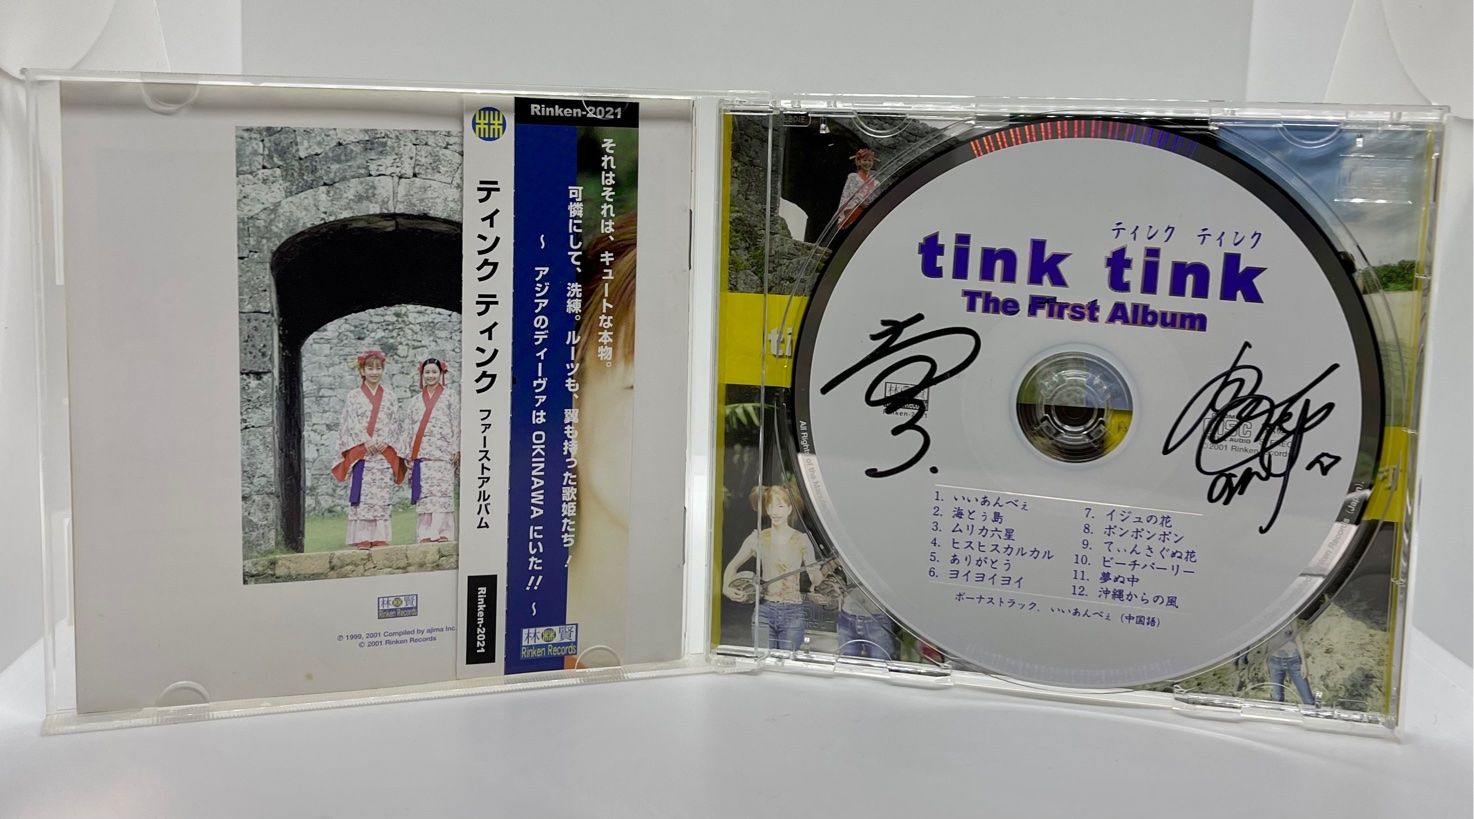 ティンク ティンク ファーストアルバム
Rinken-2021
Rinken-2021
それはそれは、キュートな本物。
可憐にして、洗練。ルーツも、翼も持った歌姫たち!
～ アジアのディーヴァは OKINAWA にいた!! ～
林賢
Rinken Records
林賢
Rinken Records
℗ 1999, 2001 Compiled by ajima Inc.
© 2001 Rinken Records
ティンク ティンク
tink tink
The First Album
林賢
1. いいあんべぇ
2. 海とぅ島
3. ムリカ六星
4. ヒスヒスカルカル
5. ありがとう
6. ヨイヨイヨイ
7. イジュの花
8. ボンボンボン
9. てぃんさぐぬ花
10. ビーチパーリー
11. 夢ぬ中
12. 沖縄からの風
ボーナストラック. いいあんべぇ (中国語)
ti
All Rights of the